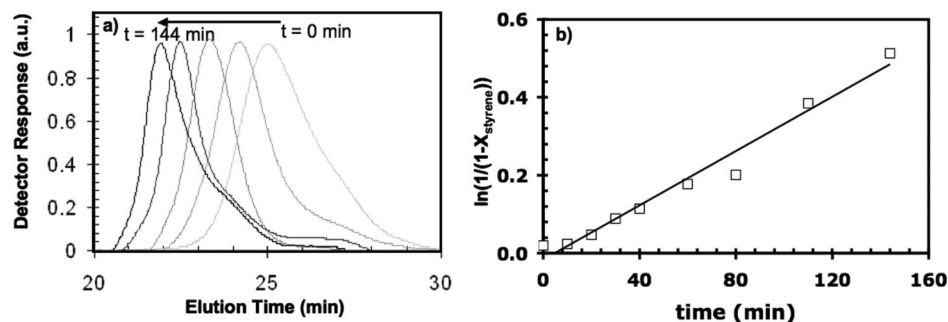 a)
t = 144 min
t = 0 min
Detector Response (a.u.)
1
0.8
0.6
0.4
0.2
0
20
25
30
Elution Time (min)
b)
ln(1/(1-Xstyrene))
0.6
0.4
0.2
0.0
0
40
80
120
160
time (min)